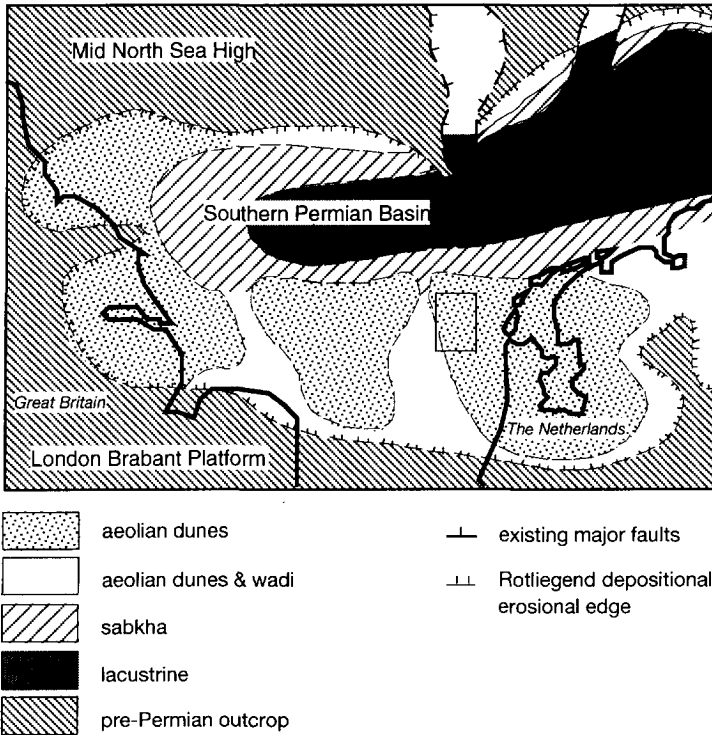 Mid North Sea High
Southern Permian Basin
Great Britain
The Netherlands
London Brabant Platform
aeolian dunes
aeolian dunes & wadi
sabkha
lacustrine
pre-Permian outcrop
existing major faults
Rotliegend depositional
erosional edge